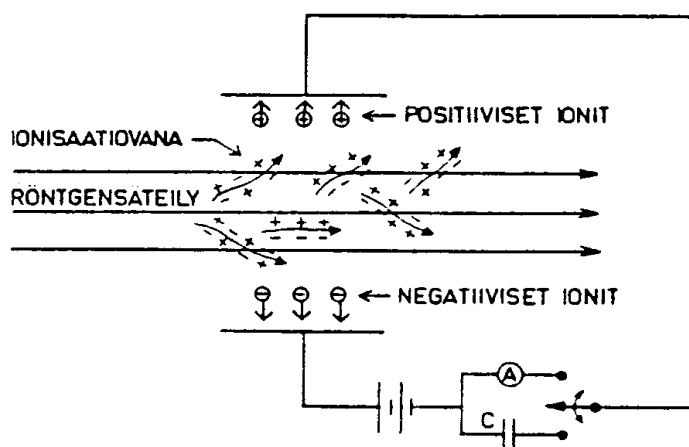 POSITIIVISET IONIT
IONISAATIOVANA
RÖNTGENSÄTEILY
NEGATIIVISET IONIT
A
C